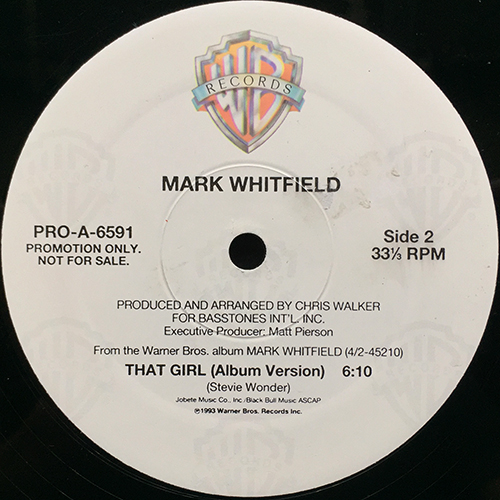 RECORDS
MARK WHITFIELD
PRO-A-6591
PROMOTION ONLY.
NOT FOR SALE.
Side 2
33⅓ RPM
PRODUCED AND ARRANGED BY CHRIS WALKER
FOR BASSTONES INT'L. INC.
Executive Producer: Matt Pierson
From the Warner Bros. album MARK WHITFIELD (4/2-45210)
THAT GIRL (Album Version) 6:10
(Stevie Wonder)
Jobete Music Co., Inc./Black Bull Music ASCAP
℗1993 Warner Bros. Records Inc.